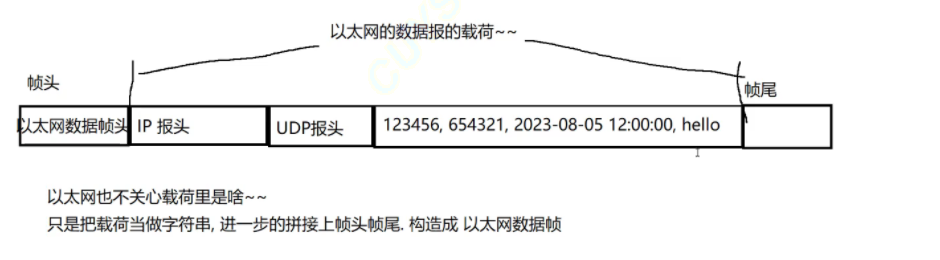 以太网的数据报的载荷~~
帧头
帧尾
以太网数据帧头 IP 报头 UDP报头 123456, 654321, 2023-08-05 12:00:00, hello
以太网也不关心载荷里是啥~~
只是把载荷当做字符串, 进一步的拼接上帧头帧尾. 构造成 以太网数据帧